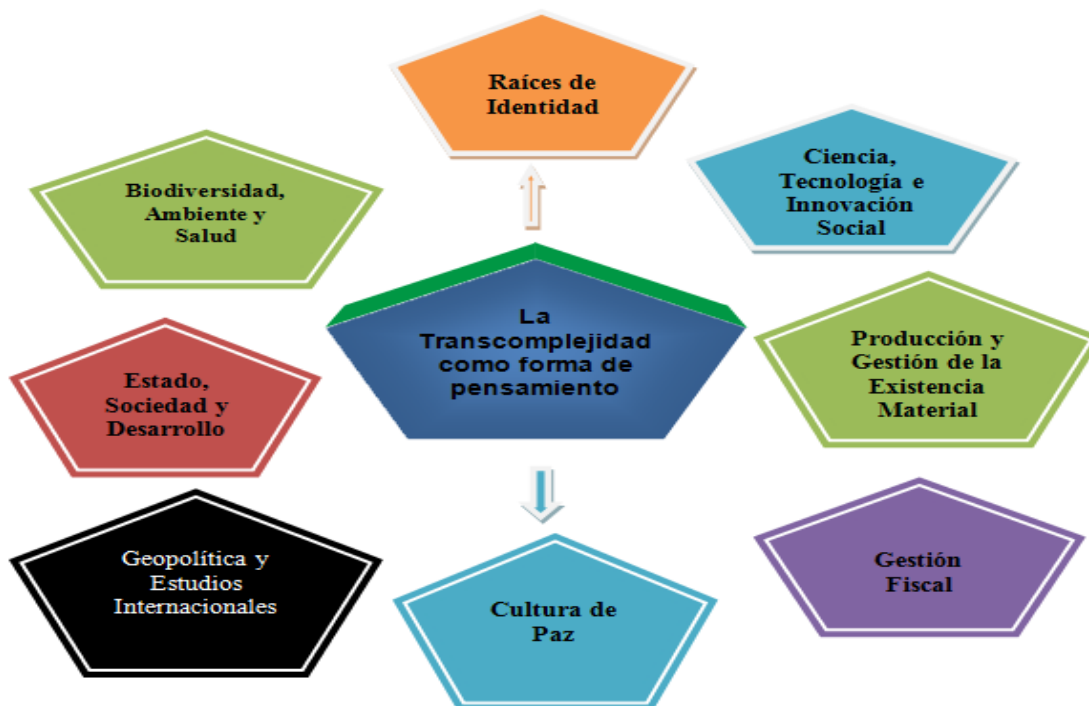 Raíces de
Identidad
Ciencia,
Tecnología e
Innovación
Social
Biodiversidad,
Ambiente y
Salud
La
Transcomplejidad
como forma de
pensamiento
Producción y
Gestión de la
Existencia
Material
Estado,
Sociedad y
Desarrollo
Geopolítica y
Estudios
Internacionales
Gestión
Fiscal
Cultura de
Paz